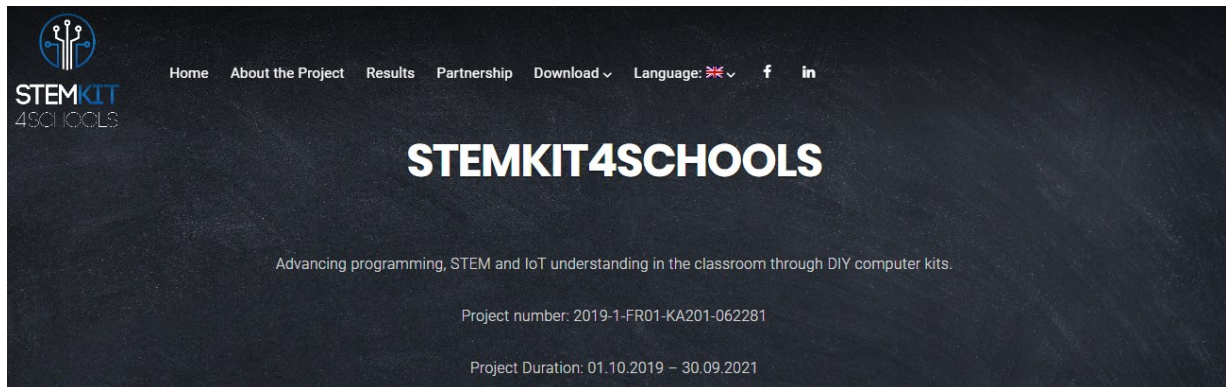 STEMKIT
4SCHOOLS
Home About the Project Results Partnership Download Language: f in
STEMKIT4SCHOOLS
Advancing programming, STEM and IoT understanding in the classroom through DIY computer kits.
Project number: 2019-1-FR01-KA201-062281
Project Duration: 01.10.2019 – 30.09.2021